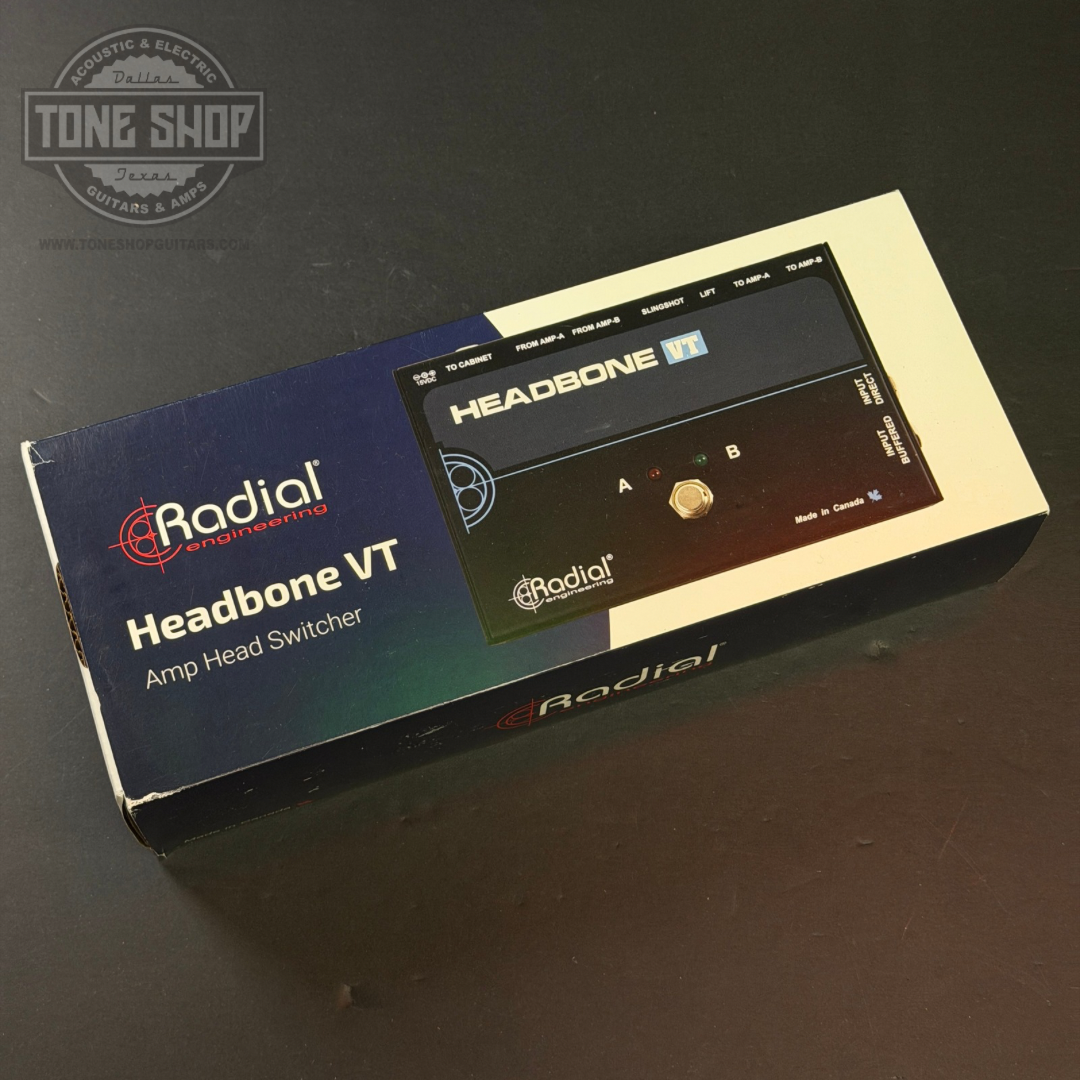 ACOUSTIC & ELECTRIC
Dallas
TONE SHOP
Texas
GUITARS & AMPS
WWW.TONESHOPGUITARS.COM
TO CABINET FROM AMP-A FROM AMP-B SLINGSHOT LIFT TO AMP-A TO AMP-B
HEADBONE VT
INPUT BUFFERED
INPUT DIRECT
A B
Made in Canada
Radial®
engineering
Radial®
engineering
Headbone VT
Amp Head Switcher
Radial